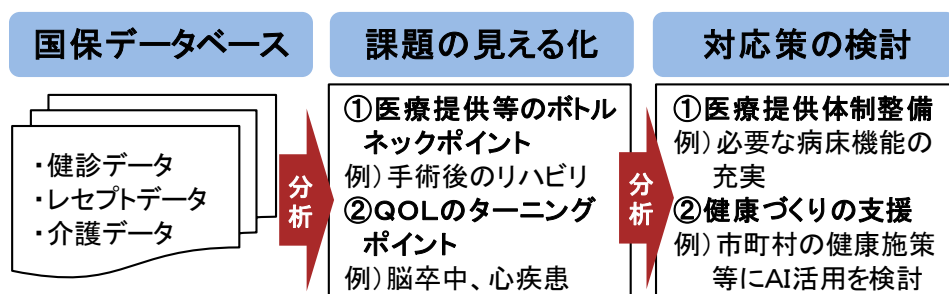 国保データベース
・健診データ
・レセプトデータ
・介護データ
分析
課題の見える化
①医療提供等のボトル
ネックポイント
例）手術後のリハビリ
②QOLのターニング
ポイント
例）脳卒中、心疾患
分析
対応策の検討
①医療提供体制整備
例）必要な病床機能の
充実
②健康づくりの支援
例）市町村の健康施策
等にAI活用を検討